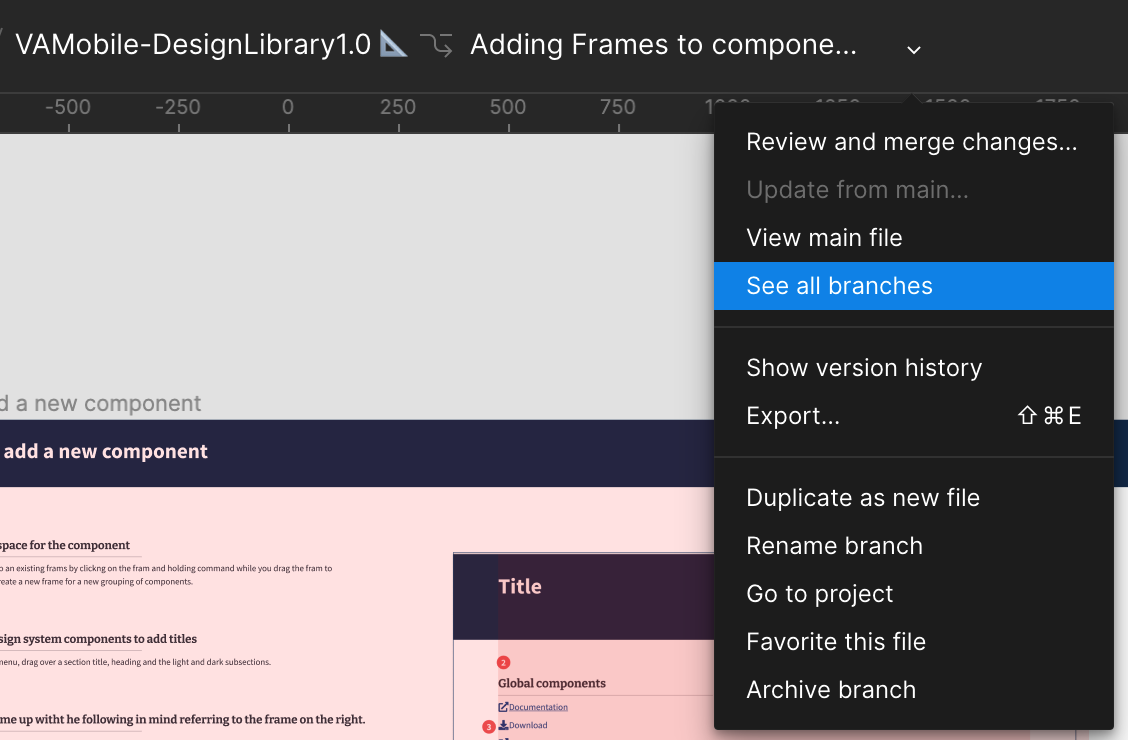 VAMobile-DesignLibrary1.0 Adding Frames to compone...
-500 -250 0 250 500 750
Review and merge changes...
Update from main...
View main file
See all branches
Show version history
Export... ⇧⌘E
Duplicate as new file
Rename branch
Go to project
Favorite this file
Archive branch
d a new component
add a new component
space for the component
o an existing frams by clickng on the fram and holding command while you drag the fram to
reate a new frame for a new grouping of components.
sign system components to add titles
menu, drag over a section title, heading and the light and dark subsections.
me up witht he following in mind referring to the frame on the right.
Title
2
Global components
Documentation
3 Download